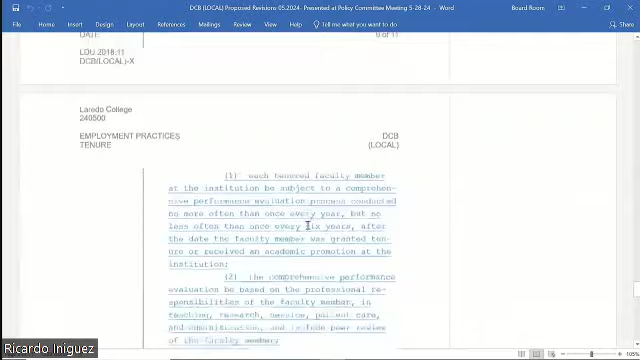 DCB (LOCAL) Proposed Revisions 05.2024- Presented at Policy Committee Meeting 5-28-24 - Word
Board Room
File Home Insert Design Layout References Mailings Review View Help Tell me what you want to do
DATE
9 of 11
LDU 2018:11
DCB(LOCAL)-X
Laredo College
240500
EMPLOYMENT PRACTICES DCB
TENURE (LOCAL)
(1) each tenured faculty member
at the institution be subject to a comprehen-
sive performance evaluation process conducted
no more often than once every year, but no
less often than once every six years, after
the date the faculty member was granted ten-
ure or received an academic promotion at the
institution;
(2) the comprehensive performance
evaluation be based on the professional re-
sponsibilities of the faculty member, in
teaching, research, service, patient care,
and administration, and include peer review
of the faculty member;
Ricardo Iniguez
105%